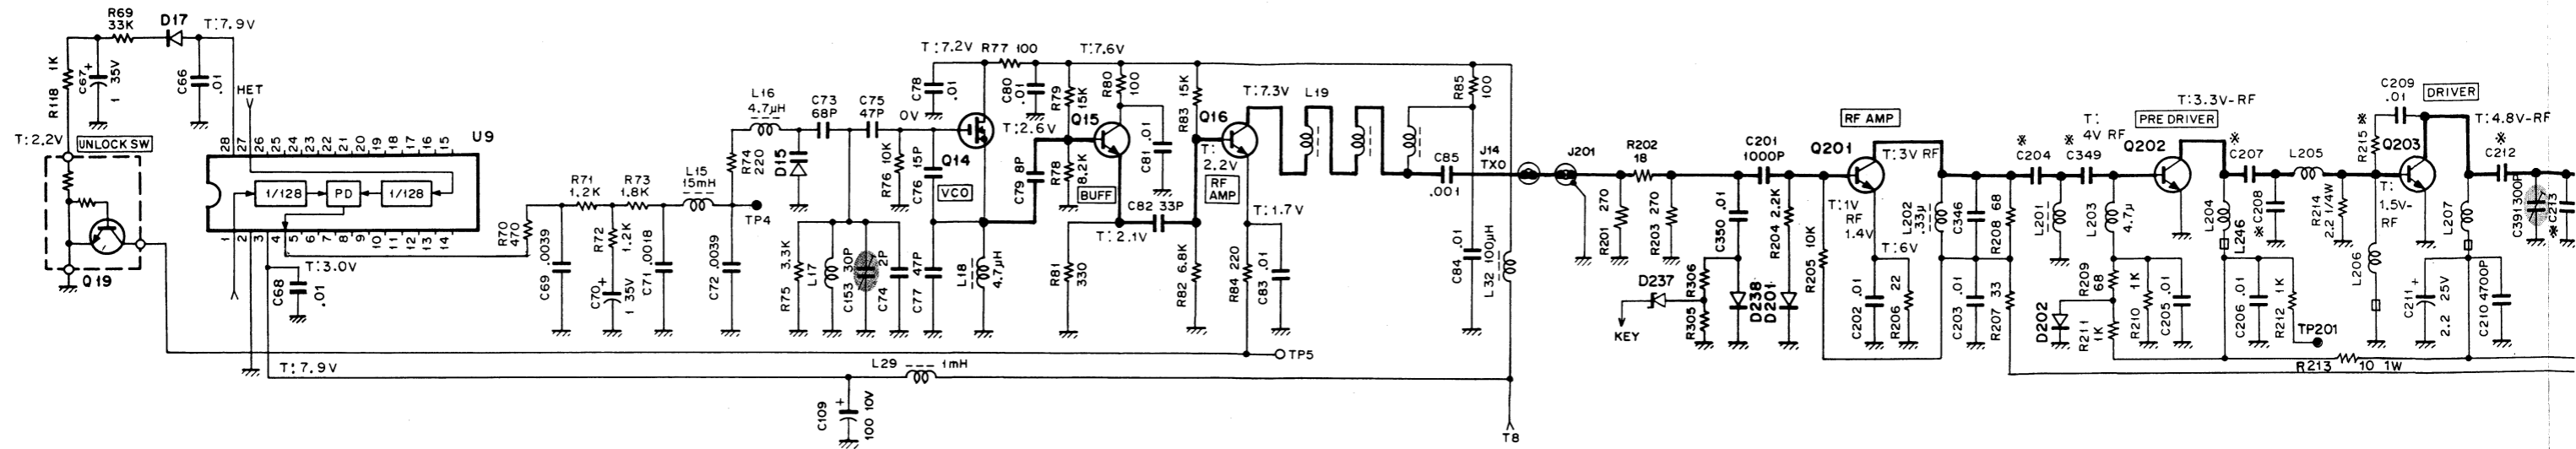 R69
33K
D17
T:7.9V
R118 1K
C67 + 1 35V
C66 .01
HET
T:2.2V
UNLOCK SW
Q19
U9
28 27 26 25 24 23 22 21 20 19 18 17 16 15
1/128
PD
1/128
1 2 3 4 5 6 7 8 9 10 11 12 13 14
T:3.0V
C68 .01
T:7.9V
R70 470
C69 .0039
R71
1.2K
R72 1.2K
C70 + 1 35V
R73
1.8K
C71 .0018
L15
15mH
C72 .0039
TP4
R74 220
L16
4.7μH
D15
C73
68P
C75
47P
R75 3.3K
L17
C153 30P
C74 2P
R76 10K
C76 15P
C77 47P
C78 .01
0V
T:7.2V
R77 100
Q14
VCO
L18 4.7μH
C80 .01
T:2.6V
C79 8P
R79 15K
R78 8.2K
R81 330
T:7.6V
R80 100
Q15
BUFF
T:2.1V
C81 .01
C82 33P
R83 15K
R82 6.8K
Q16
T:
2.2V
RF
AMP
T:7.3V
T:1.7V
R84 220
C83 .01
TP5
L19
L29 1mH
C109 + 100 10V
R85 100
C85
.001
C84 .01
L32 100μH
T8
J14
TXO
J201
R202
18
R201 270
R203 270
D237
KEY
R306
R305
C350 .01
D238
D201
C201
1000P
R204 2.2K
R205 10K
RF AMP
Q201
T:3V RF
T:1V
RF
1.4V
T:.6V
C202 .01
R206 22
L202 .33μ
C346
C203 .01
R208 68
R207 33
※
C204
L201
※
C349
T:
4V RF
L203 4.7μ
PRE DRIVER
T:3.3V-RF
Q202
D202
R209 68
R211 1K
R210 1K
C205 .01
L204
L246
※
C207
※ C208
C206 .01
R212 1K
TP201
L205
R214 2.2 1/4W
R213 10 1W
R215 ※
L206
C209
.01
DRIVER
Q203
T:
1.5V-
RF
T:4.8V-RF
L207
C211 + 2.2 25V
C210 4700P
※
C212
C391 300P
※ C213